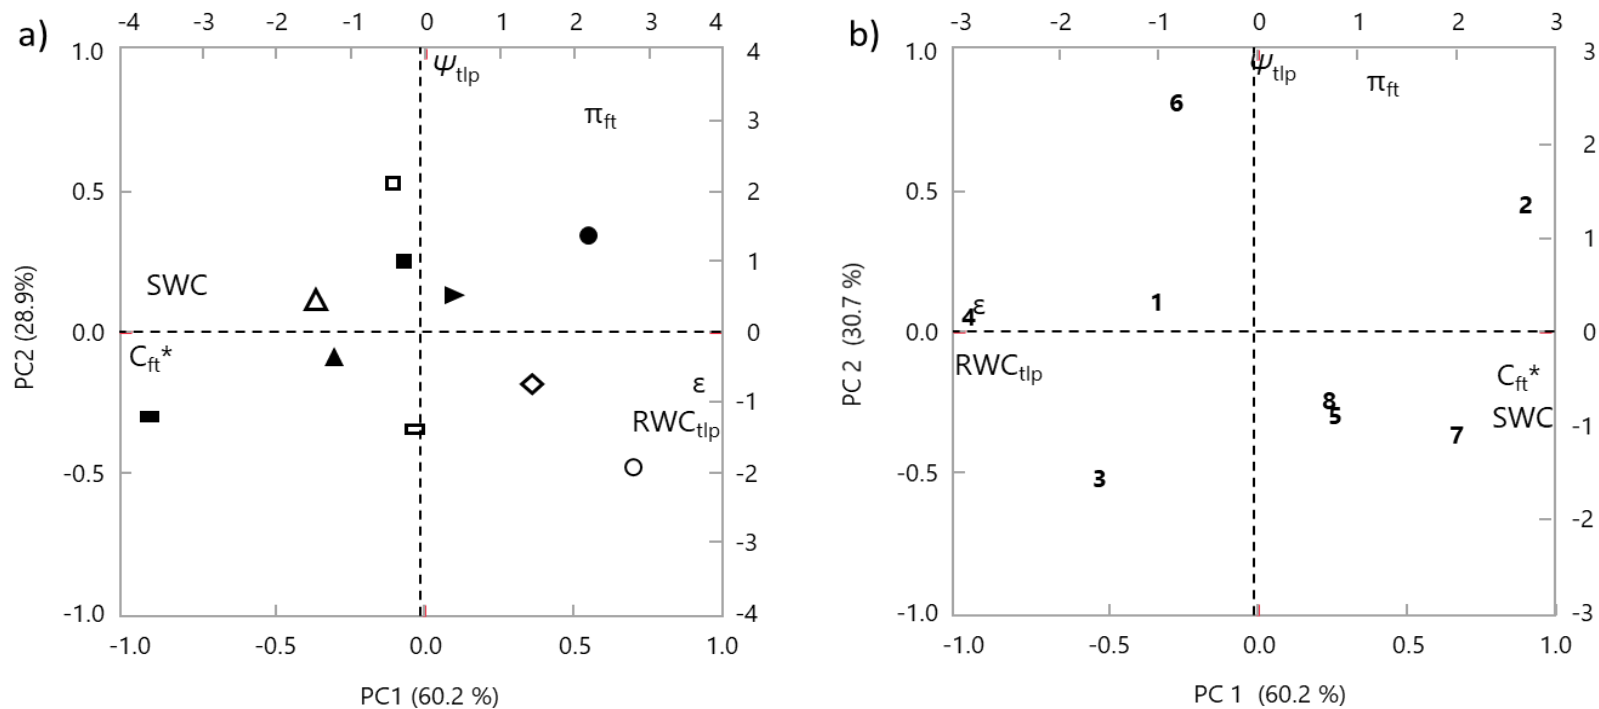 a)
-4 -3 -2 -1 0 1 2 3 4
1.0 4
ψtlp
πft
3
0.5 2
1
SWC
0.0 0
Cft*
ε
-1
RWCtlp
-0.5 -2
-3
-1.0 -4
-1.0 -0.5 0.0 0.5 1.0
PC1 (60.2 %)
PC2 (28.9%)
b)
-3 -2 -1 0 1 2 3
1.0 3
ψtlp
πft
6
2
0.5 2
1
1
4 ε
0.0 0
RWCtlp
Cft*
8
5
SWC
-1
7
-0.5
3
-2
-1.0 -3
-1.0 -0.5 0.0 0.5 1.0
PC 1 (60.2 %)
PC 2 (30.7 %)